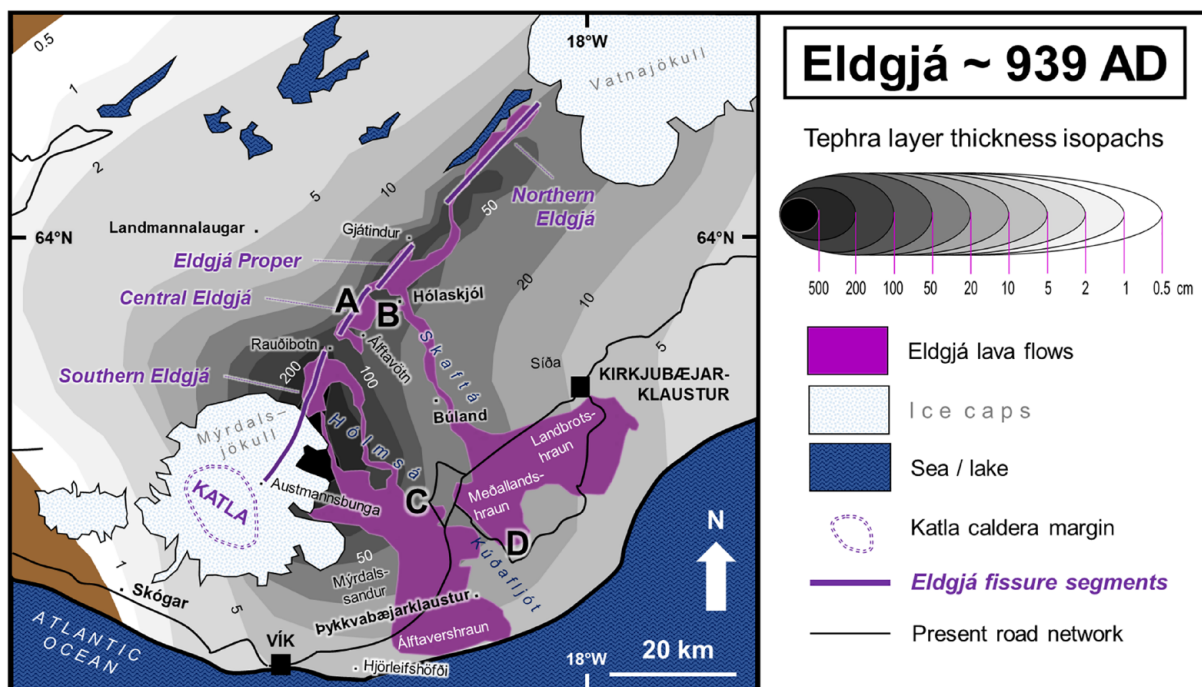 0.5
1
2
5
10
18°W
Vatnajökull
50
Northern
Eldgjá
Landmannalaugar
Gjátindur
64°N
64°N
Eldgjá Proper
Central Eldgjá
A
B
Hólaskjól
20
10
5
Rauðibotn
Álftavötn
Skaftá
Síða
Southern Eldgjá
200
100
KIRKJUBÆJAR-
KLAUSTUR
Búland
Mýrdals–
jökull
Hólmsá
Landbrots-
hraun
Meðallands-
hraun
KATLA
Austmannsbunga
C
D
N
Kúðafljót
50
Mýrdals-
sandur
1
Skógar
5
Þykkvabæjarklaustur
Álftavershraun
ATLANTIC
OCEAN
VÍK
Hjörleifshöfði
18°W
20 km
Eldgjá ~ 939 AD
Tephra layer thickness isopachs
500 200 100 50 20 10 5 2 1 0.5 cm
Eldgjá lava flows
Ice caps
Sea / lake
Katla caldera margin
Eldgjá fissure segments
Present road network